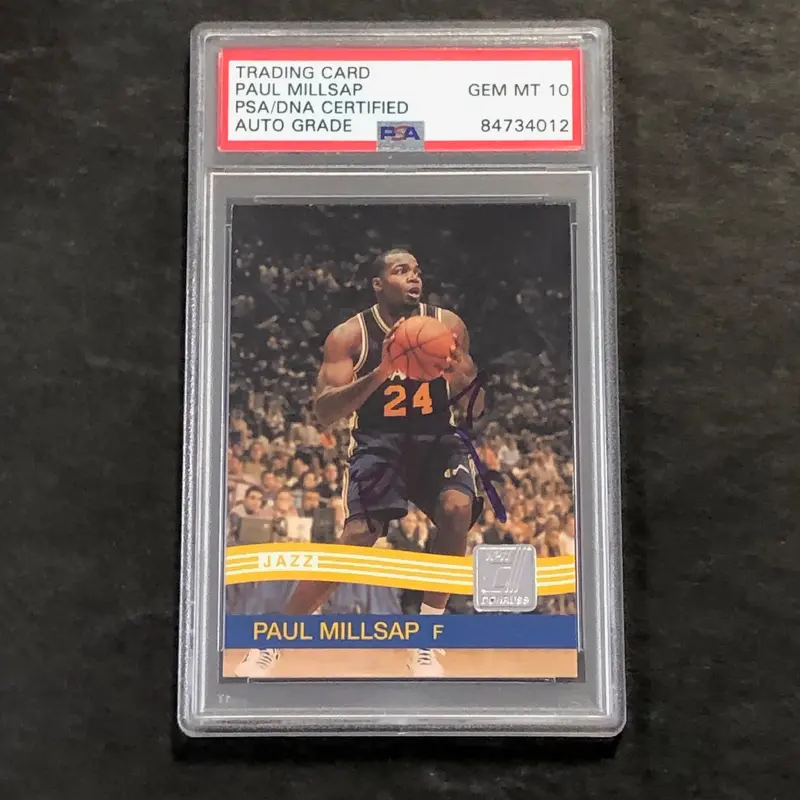 TRADING CARD
PAUL MILLSAP GEM MT 10
PSA/DNA CERTIFIED
AUTO GRADE PSA 84734012
24
JAZZ
DONRUSS
PAUL MILLSAP F